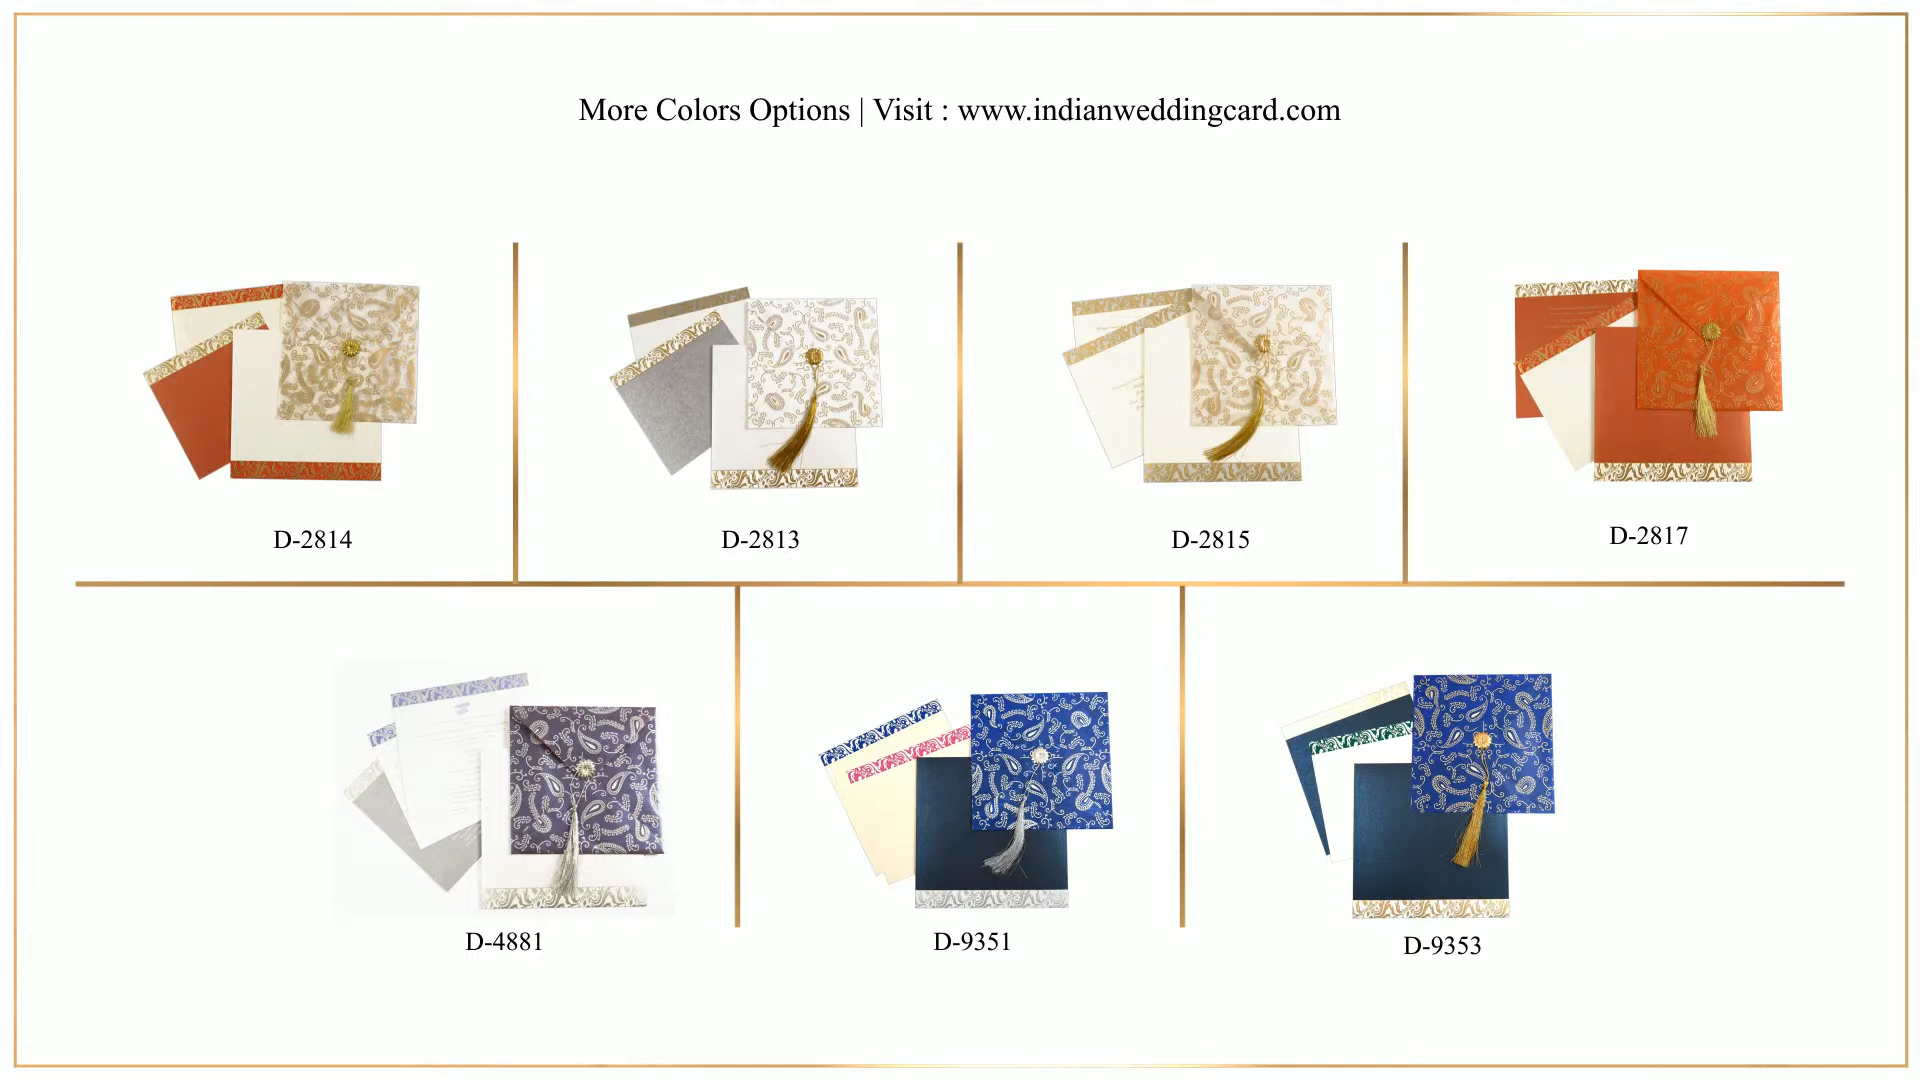 More Colors Options | Visit : www.indianweddingcard.com
D-2814
D-2813
D-2815
D-2817
D-4881
D-9351
D-9353